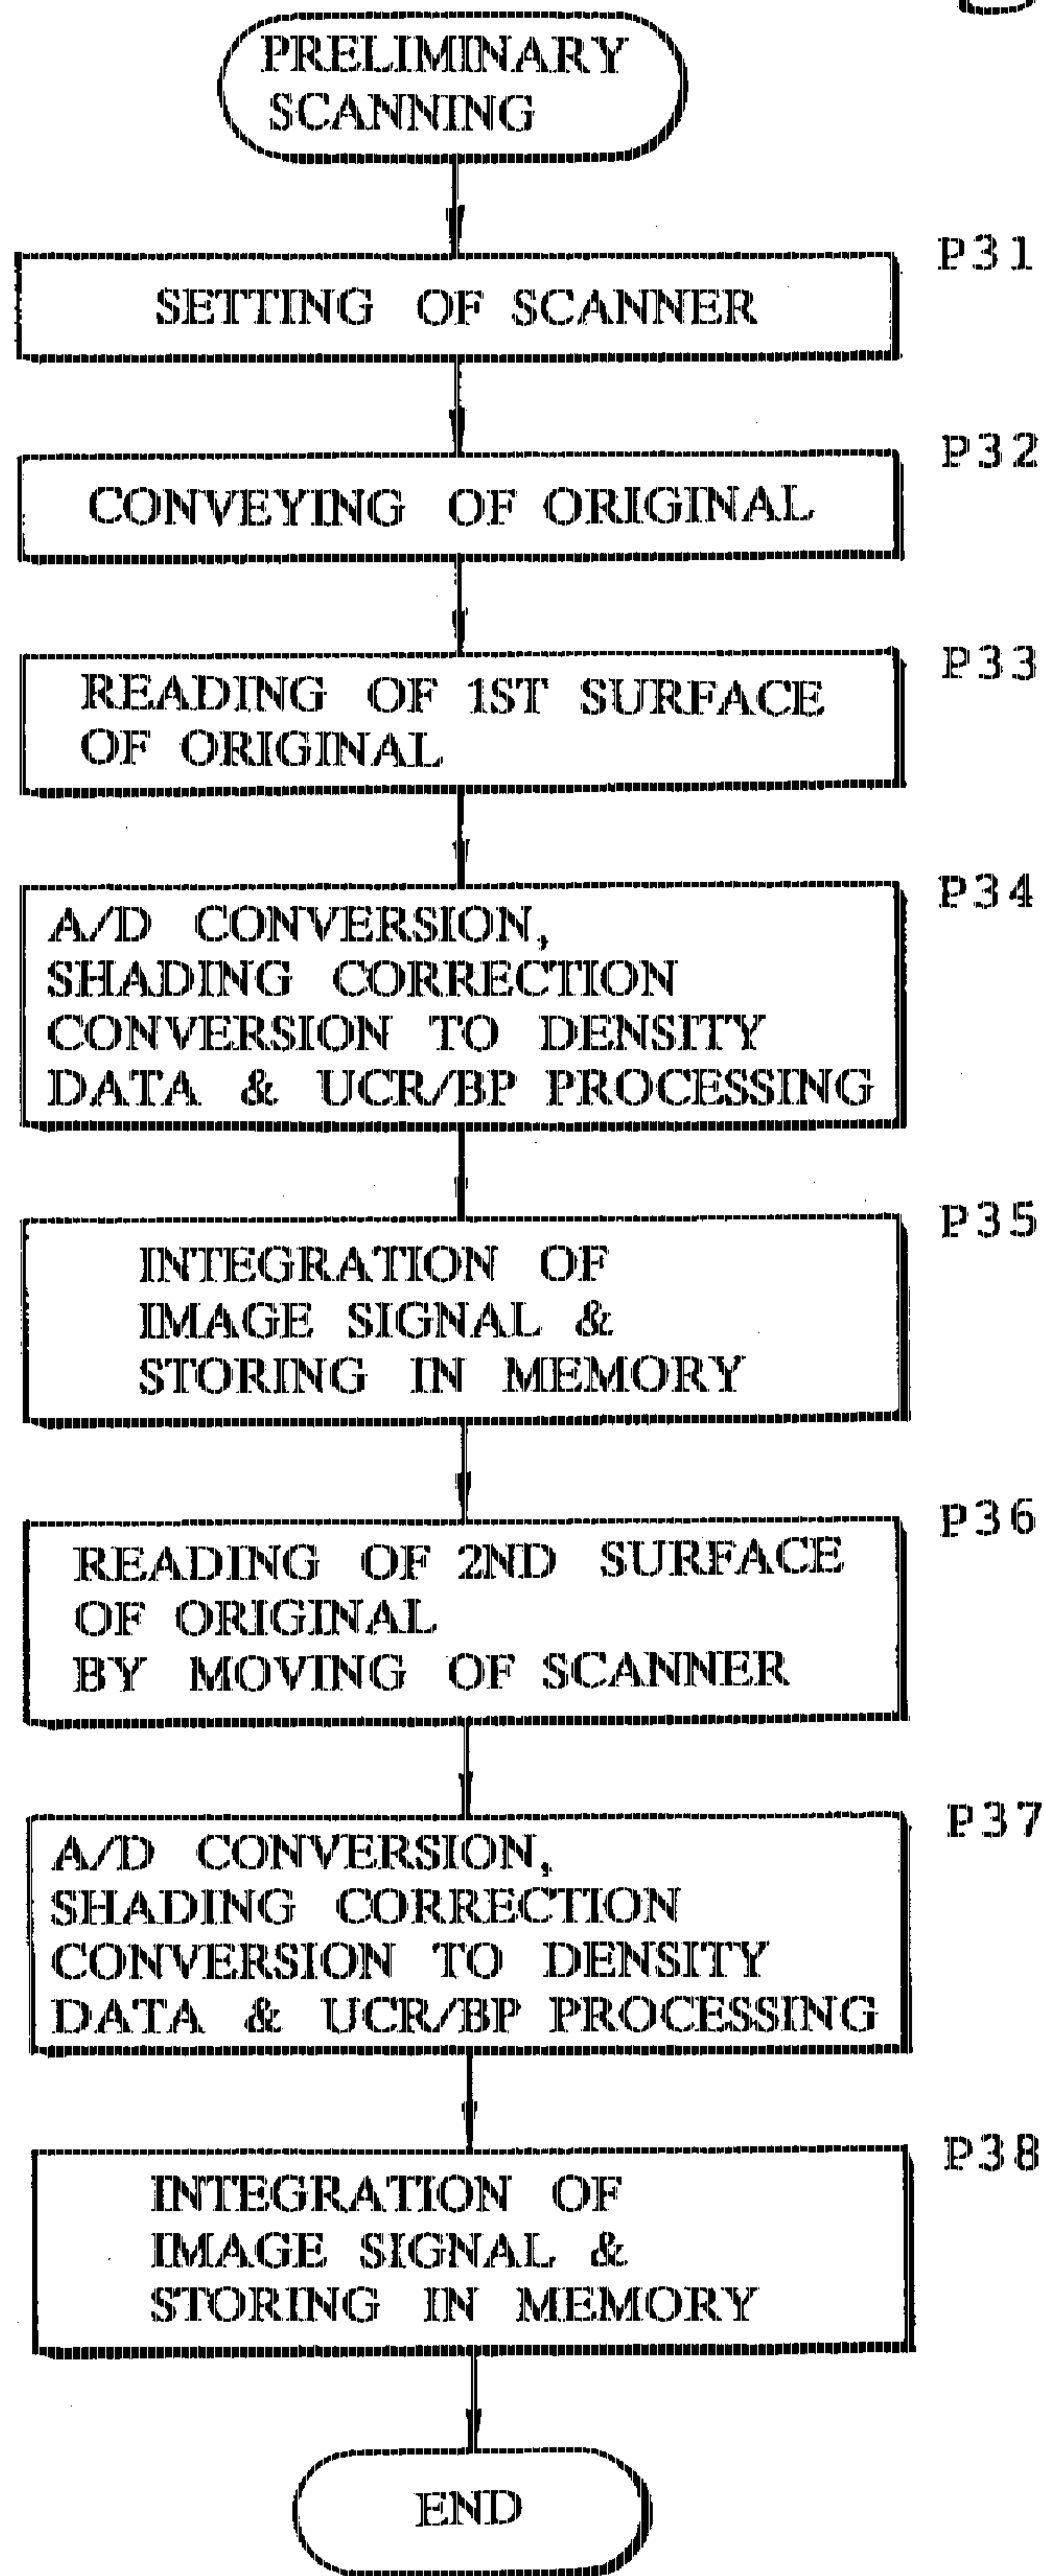 PRELIMINARY
SCANNING
P31
SETTING OF SCANNER
P32
CONVEYING OF ORIGINAL
P33
READING OF 1ST SURFACE
OF ORIGINAL
P34
A/D CONVERSION,
SHADING CORRECTION
CONVERSION TO DENSITY
DATA & UCR/BP PROCESSING
P35
INTEGRATION OF
IMAGE SIGNAL &
STORING IN MEMORY
P36
READING OF 2ND SURFACE
OF ORIGINAL
BY MOVING OF SCANNER
P37
A/D CONVERSION,
SHADING CORRECTION
CONVERSION TO DENSITY
DATA & UCR/BP PROCESSING
P38
INTEGRATION OF
IMAGE SIGNAL &
STORING IN MEMORY
END